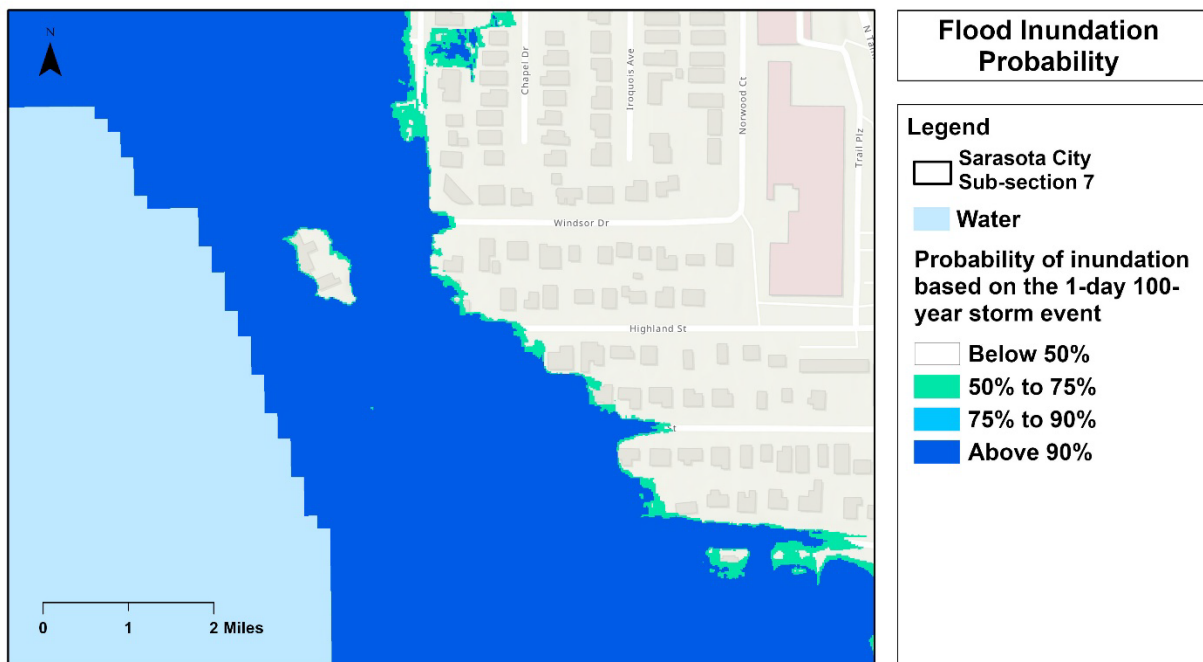 Flood Inundation
Probability
N
Chapel Dr
Iroquois Ave
Norwood Ct
Trail Plz
Windsor Dr
Highland St
St
0 1 2 Miles
Legend
Sarasota City
Sub-section 7
Water
Probability of inundation
based on the 1-day 100-
year storm event
Below 50%
50% to 75%
75% to 90%
Above 90%